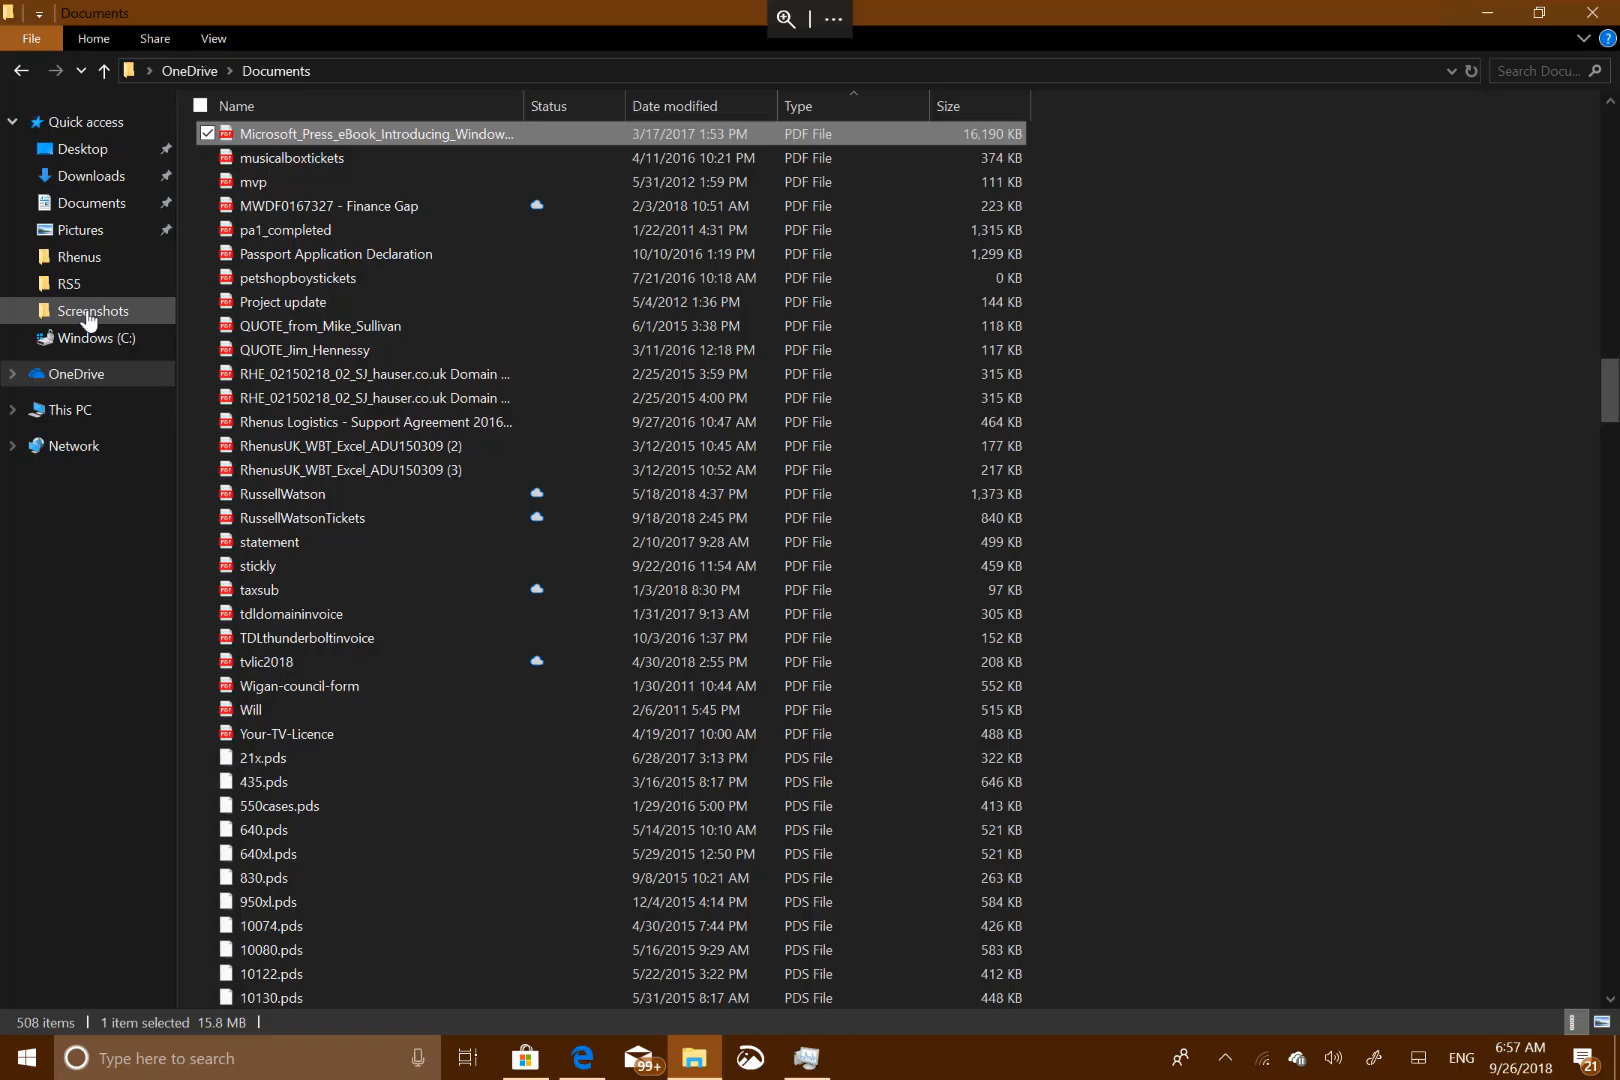 Documents
File Home Share View
OneDrive Documents Search Docu...
Name Status Date modified Type Size
Quick access
Desktop
Downloads
Documents
Pictures
Rhenus
RS5
Screenshots
Windows (C:)
OneDrive
This PC
Network
Microsoft_Press_eBook_Introducing_Window... 3/17/2017 1:53 PM PDF File 16,190 KB
musicalboxtickets 4/11/2016 10:21 PM PDF File 374 KB
mvp 5/31/2012 1:59 PM PDF File 111 KB
MWDF0167327 - Finance Gap 2/3/2018 10:51 AM PDF File 223 KB
pa1_completed 1/22/2011 4:31 PM PDF File 1,315 KB
Passport Application Declaration 10/10/2016 1:19 PM PDF File 1,299 KB
petshopboystickets 7/21/2016 10:18 AM PDF File 0 KB
Project update 5/4/2012 1:36 PM PDF File 144 KB
QUOTE_from_Mike_Sullivan 6/1/2015 3:38 PM PDF File 118 KB
QUOTE_Jim_Hennessy 3/11/2016 12:18 PM PDF File 117 KB
RHE_02150218_02_SJ_hauser.co.uk Domain ... 2/25/2015 3:59 PM PDF File 315 KB
RHE_02150218_02_SJ_hauser.co.uk Domain ... 2/25/2015 4:00 PM PDF File 315 KB
Rhenus Logistics - Support Agreement 2016... 9/27/2016 10:47 AM PDF File 464 KB
RhenusUK_WBT_Excel_ADU150309 (2) 3/12/2015 10:45 AM PDF File 177 KB
RhenusUK_WBT_Excel_ADU150309 (3) 3/12/2015 10:52 AM PDF File 217 KB
RussellWatson 5/18/2018 4:37 PM PDF File 1,373 KB
RussellWatsonTickets 9/18/2018 2:45 PM PDF File 840 KB
statement 2/10/2017 9:28 AM PDF File 499 KB
stickly 9/22/2016 11:54 AM PDF File 459 KB
taxsub 1/3/2018 8:30 PM PDF File 97 KB
tdldomaininvoice 1/31/2017 9:13 AM PDF File 305 KB
TDLthunderboltinvoice 10/3/2016 1:37 PM PDF File 152 KB
tvlic2018 4/30/2018 2:55 PM PDF File 208 KB
Wigan-council-form 1/30/2011 10:44 AM PDF File 552 KB
Will 2/6/2011 5:45 PM PDF File 515 KB
Your-TV-Licence 4/19/2017 10:00 AM PDF File 488 KB
21x.pds 6/28/2017 3:13 PM PDS File 322 KB
435.pds 3/16/2015 8:17 PM PDS File 646 KB
550cases.pds 1/29/2016 5:00 PM PDS File 413 KB
640.pds 5/14/2015 10:10 AM PDS File 521 KB
640xl.pds 5/29/2015 12:50 PM PDS File 521 KB
830.pds 9/8/2015 10:21 AM PDS File 263 KB
950xl.pds 12/4/2015 4:14 PM PDS File 584 KB
10074.pds 4/30/2015 7:44 PM PDS File 426 KB
10080.pds 5/16/2015 9:29 AM PDS File 583 KB
10122.pds 5/22/2015 3:22 PM PDS File 412 KB
10130.pds 5/31/2015 8:17 AM PDS File 448 KB
508 items 1 item selected 15.8 MB
Type here to search 99+ ENG 6:57 AM
9/26/2018 21